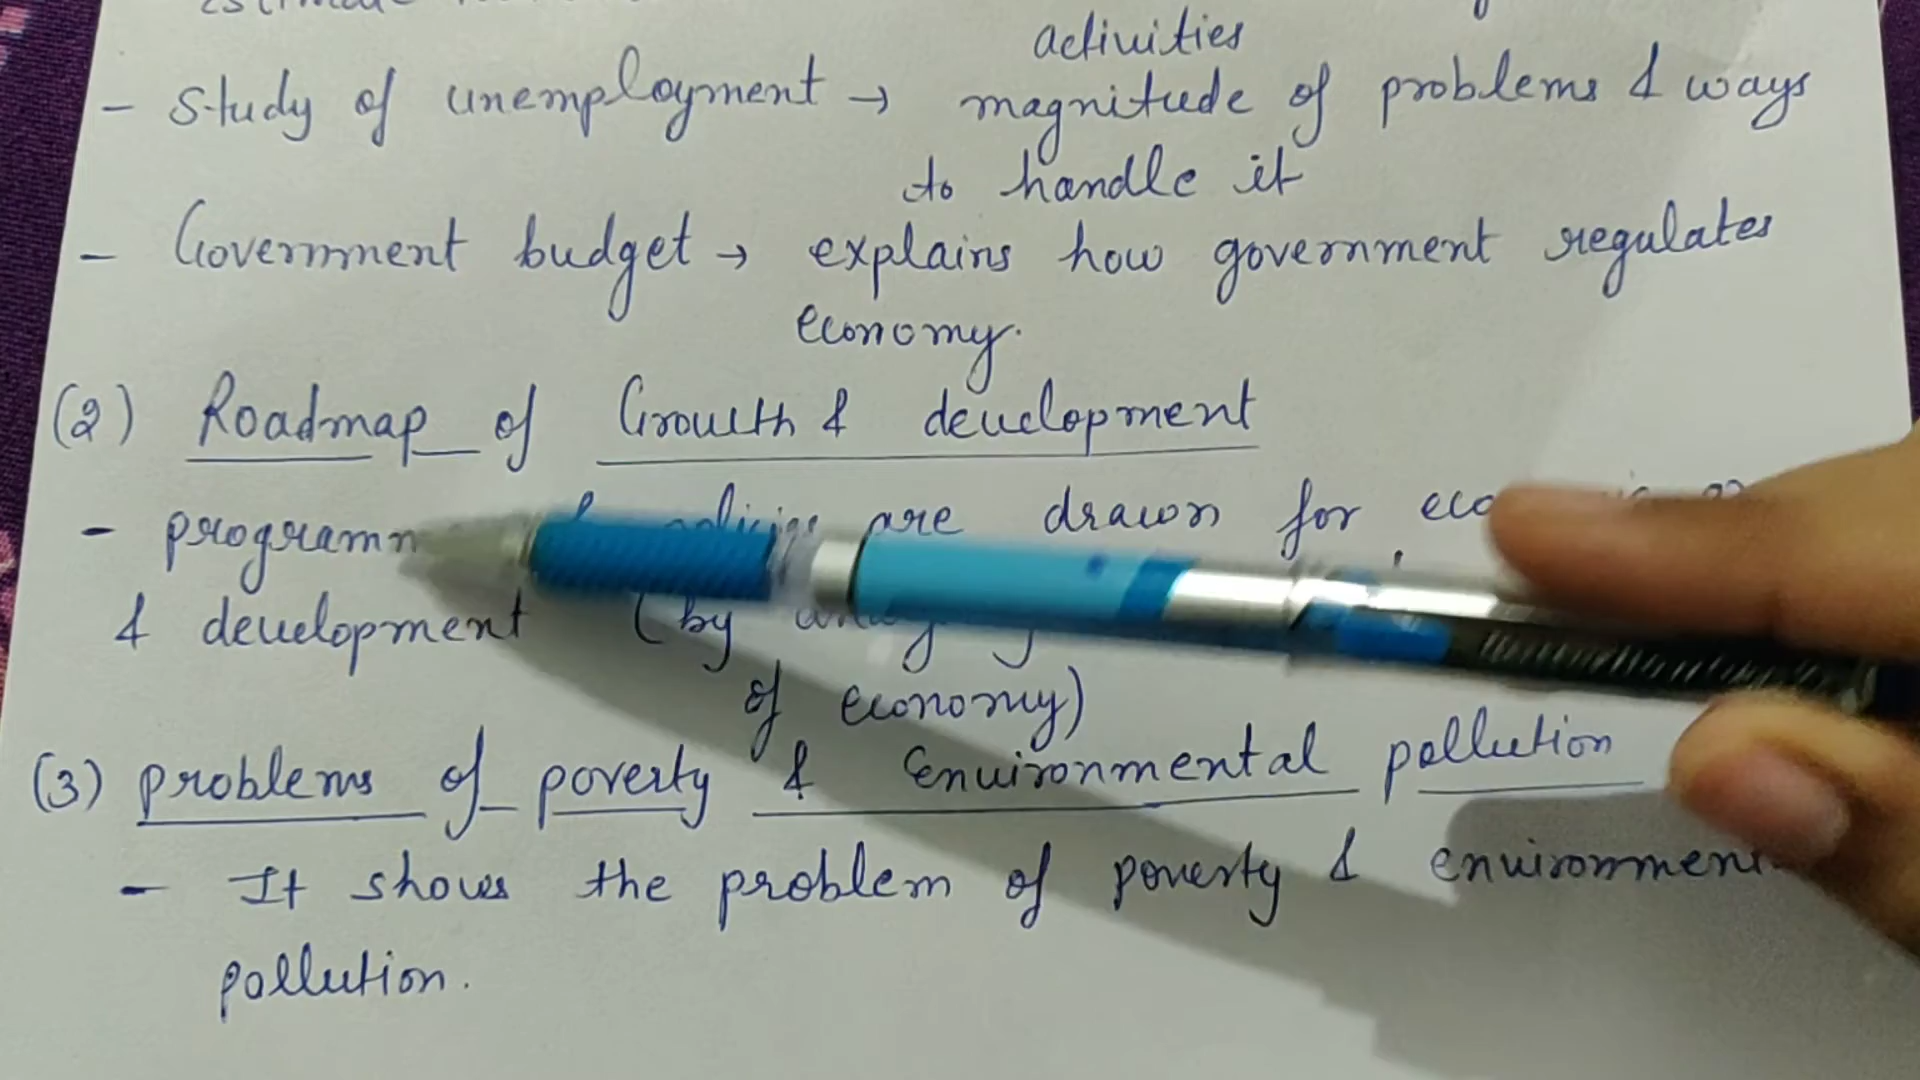 activities
- Study of unemployment → magnitude of problems & ways
to handle it
- Government budget → explains how government regulates
economy.
(2) Roadmap of Growth & development
- & policies are drawn for
& development (by
of economy)
(3) problems of poverty & Environmental pollution
- It shows the problem of poverty &
pollution.